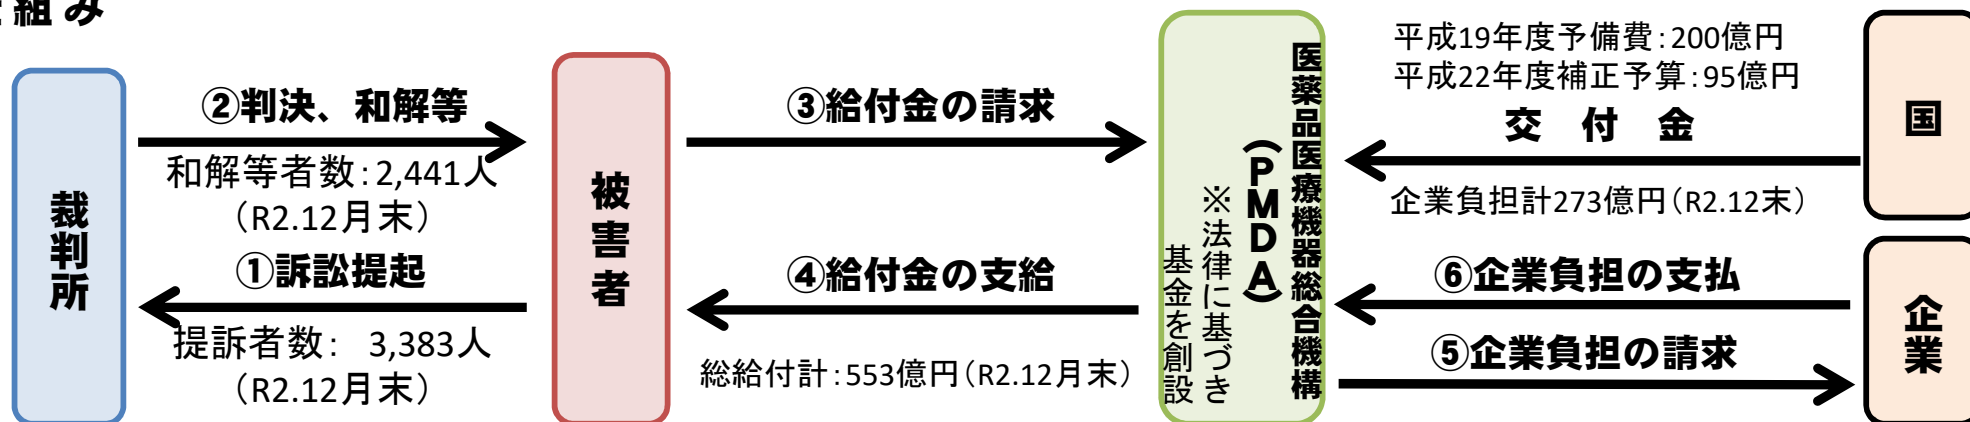 組み
裁判所
②判決、和解等
和解等者数：2,441人
（R2.12月末）
①訴訟提起
提訴者数：　3,383人
（R2.12月末）
被害者
③給付金の請求
④給付金の支給
総給付計：553億円（R2.12月末）
医薬品医療機器総合機構
（PMDA）
※法律に基づき
基金を創設
平成19年度予備費：200億円
平成22年度補正予算：95億円
交　付　金
企業負担計273億円（R2.12末）
⑥企業負担の支払
⑤企業負担の請求
国
企業